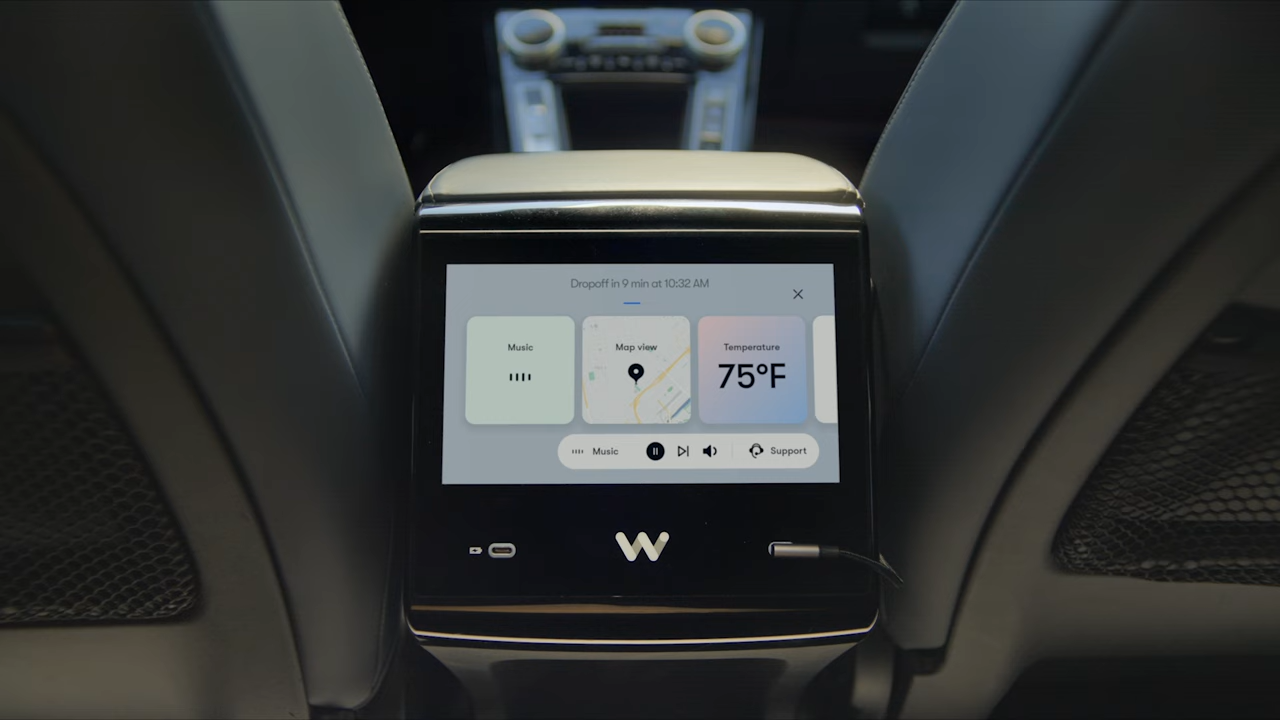 Dropoff in 9 min at 10:32 AM
Music
Map view
Temperature
75°F
Music
Support